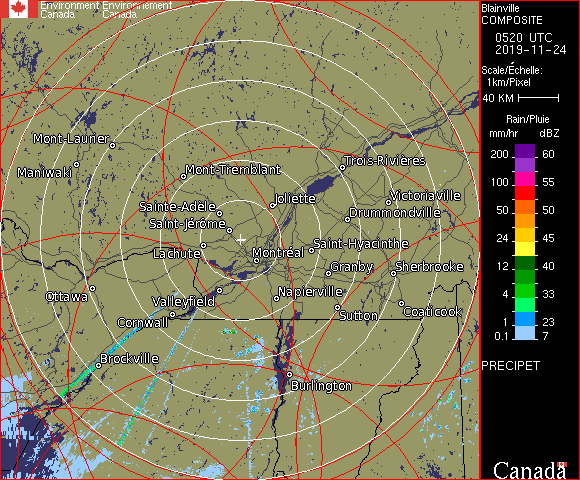 Environment Environnement
Canada Canada
Blainville
COMPOSITE
0520 UTC
2019-11-24
Scale/Échelle:
1km/Pixel
40 KM
Rain/Pluie
mm/hr dBZ
200 60
150 57
100 55
50 50
24 45
12 40
4 33
1 23
0.1 7
PRECIPET
Canada
Mont-Laurier
Maniwaki
Mont-Tremblant
Trois-Rivières
Joliette
Victoriaville
Sainte-Adèle
Drummondville
Saint-Jérôme
Saint-Hyacinthe
Lachute
Montréal
Granby
Sherbrooke
Ottawa
Valleyfield
Napierville
Cornwall
Sutton
Coaticook
Brockville
Burlington